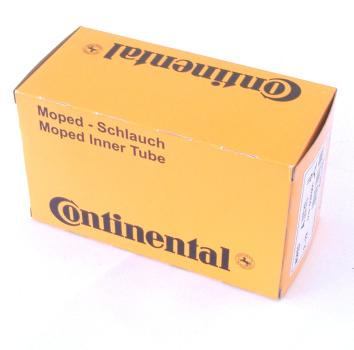 Continental
Moped - Schlauch
Moped Inner Tube
Continental